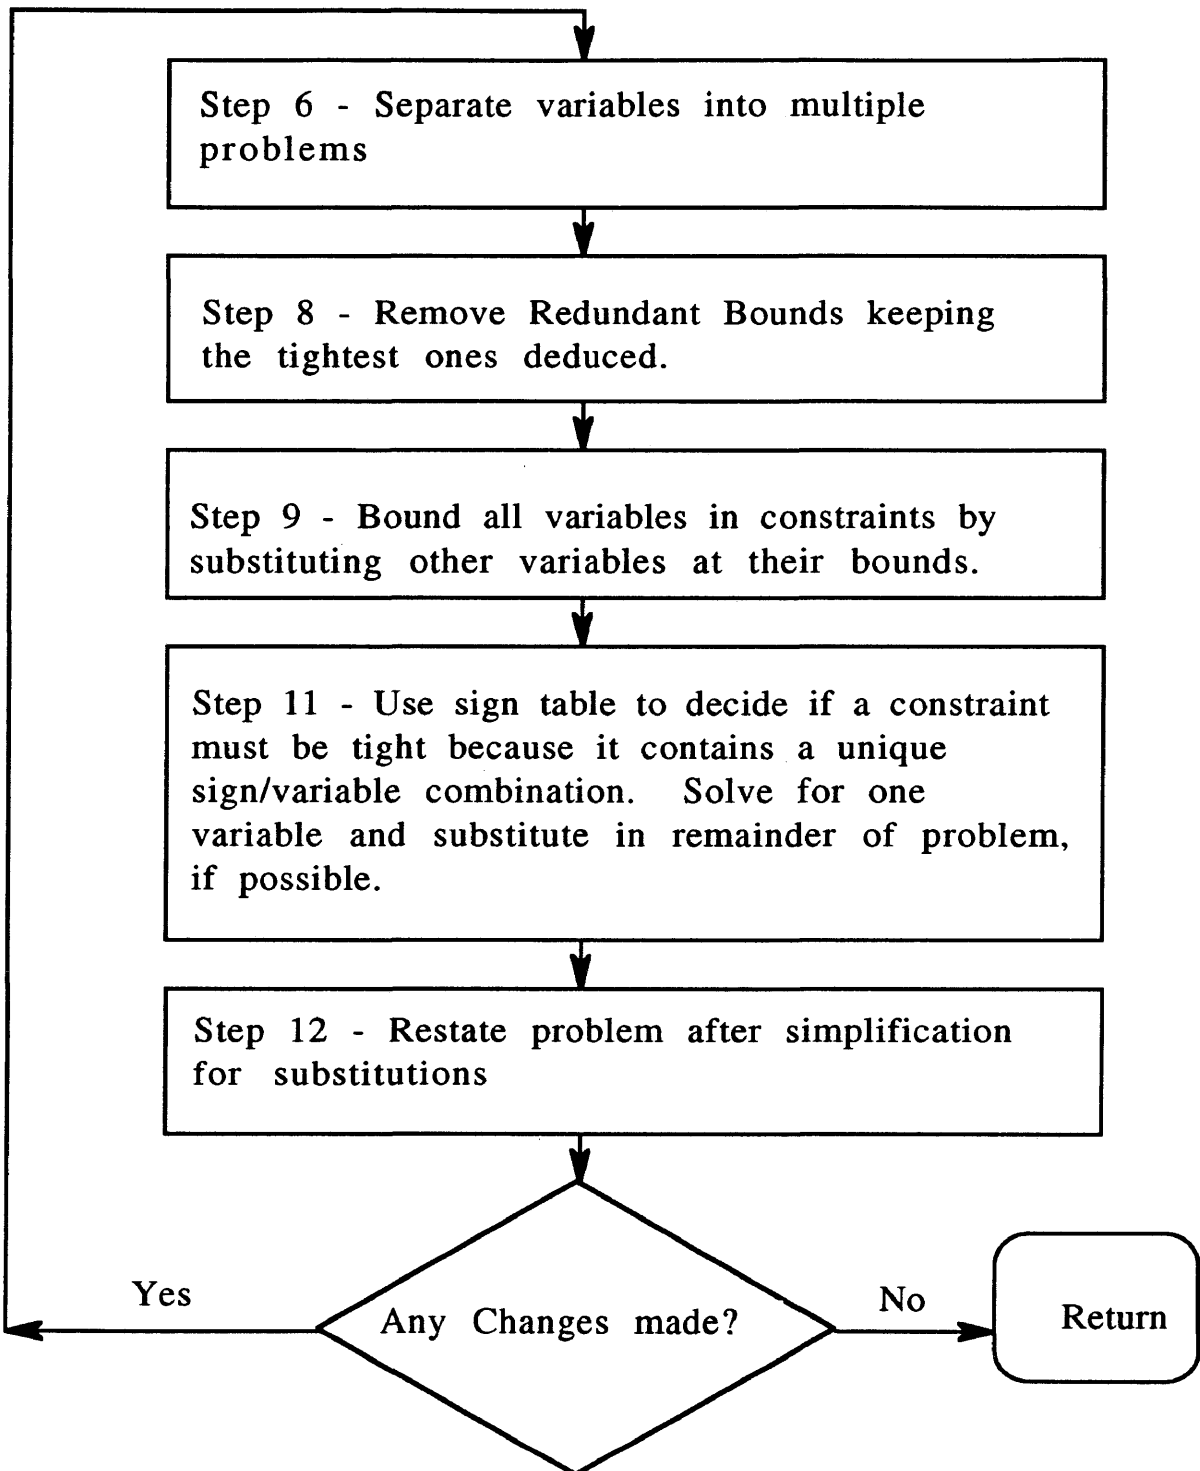 Step 6 - Separate variables into multiple
problems
Step 8 - Remove Redundant Bounds keeping
the tightest ones deduced.
Step 9 - Bound all variables in constraints by
substituting other variables at their bounds.
Step 11 - Use sign table to decide if a constraint
must be tight because it contains a unique
sign/variable combination. Solve for one
variable and substitute in remainder of problem,
if possible.
Step 12 - Restate problem after simplification
for substitutions
Yes
Any Changes made?
No
Return